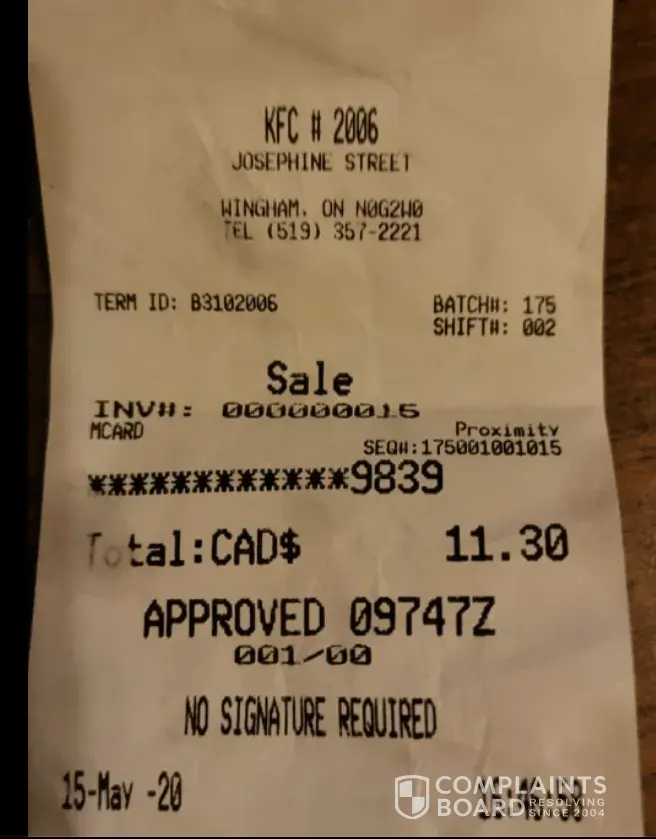 KFC # 2006
JOSEPHINE STREET
WINGHAM, ON N0G2W0
TEL (519) 357-2221
TERM ID: B3102006 BATCH#: 175
SHIFT#: 002
Sale
INV#: 000000015
MCARD Proximity
SEQ#:175001001015
************9839
Total:CAD$ 11.30
APPROVED 09747Z
001/00
NO SIGNATURE REQUIRED
15-May -20
COMPLAINTS
BOARD RESOLVING
SINCE 2004